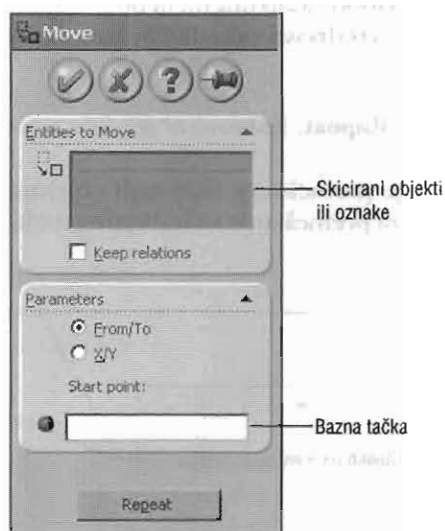 Move
?
Entities to Move
Skicirani objekti
ili oznake
Keep relations
Parameters
From/To
X/Y
Start point:
Bazna tačka
Repeat